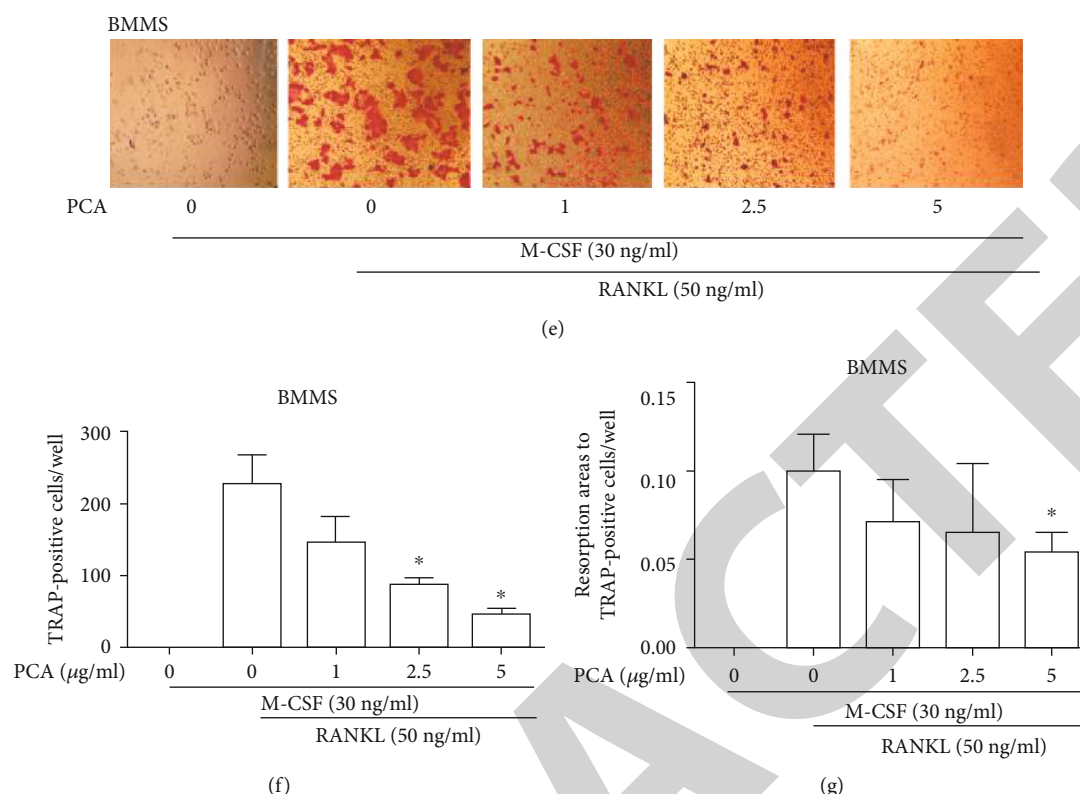 BMMS
PCA 0 0 1 2.5 5
M-CSF (30 ng/ml)
RANKL (50 ng/ml)
(e)
BMMS
TRAP-positive cells/well
300
200
100
0
* *
PCA (μg/ml) 0 0 1 2.5 5
M-CSF (30 ng/ml)
RANKL (50 ng/ml)
(f)
BMMS
Resorption areas to
TRAP-positive cells/well
0.15
0.10
0.05
0.00
*
PCA (μg/ml) 0 0 1 2.5 5
M-CSF (30 ng/ml)
RANKL (50 ng/ml)
(g)